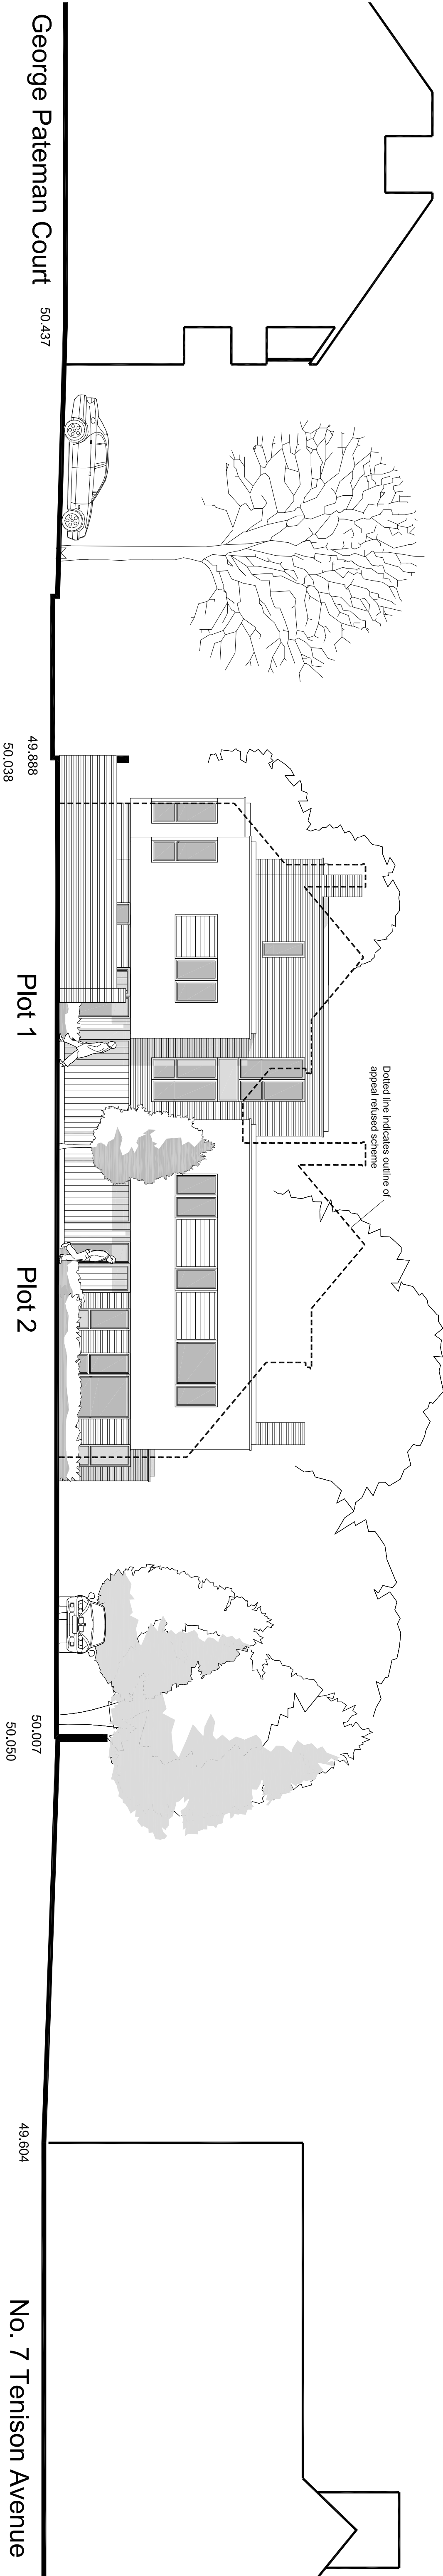 Dotted line indicates outline of
appeal refused scheme
George Pateman Court
50.437
49.888
50.038
Plot 1
Plot 2
50.007
50.050
49.604
No. 7 Tenison Avenue